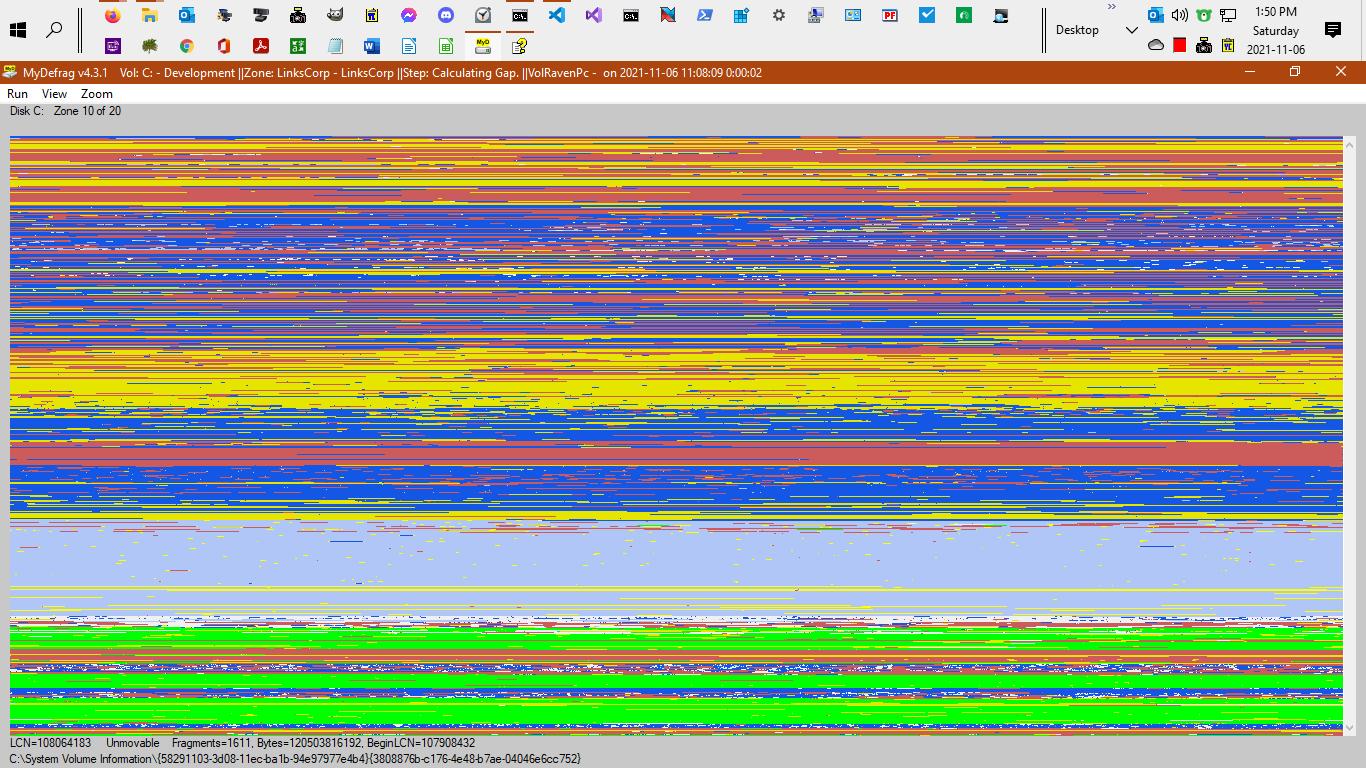 1:50 PM
Desktop
Saturday
2021-11-06
MyDefrag v4.3.1 Vol: C: - Development ||Zone: LinksCorp - LinksCorp ||Step: Calculating Gap. ||VolRavenPc - on 2021-11-06 11:08:09 0:00:02
Run View Zoom
Disk C: Zone 10 of 20
LCN=108064183 Unmovable Fragments=1611, Bytes=120503816192, BeginLCN=107908432
C:\System Volume Information\{58291103-3d08-11ec-ba1b-94e97977e4b4}{3808876b-c176-4e48-b7ae-04046e6cc752}